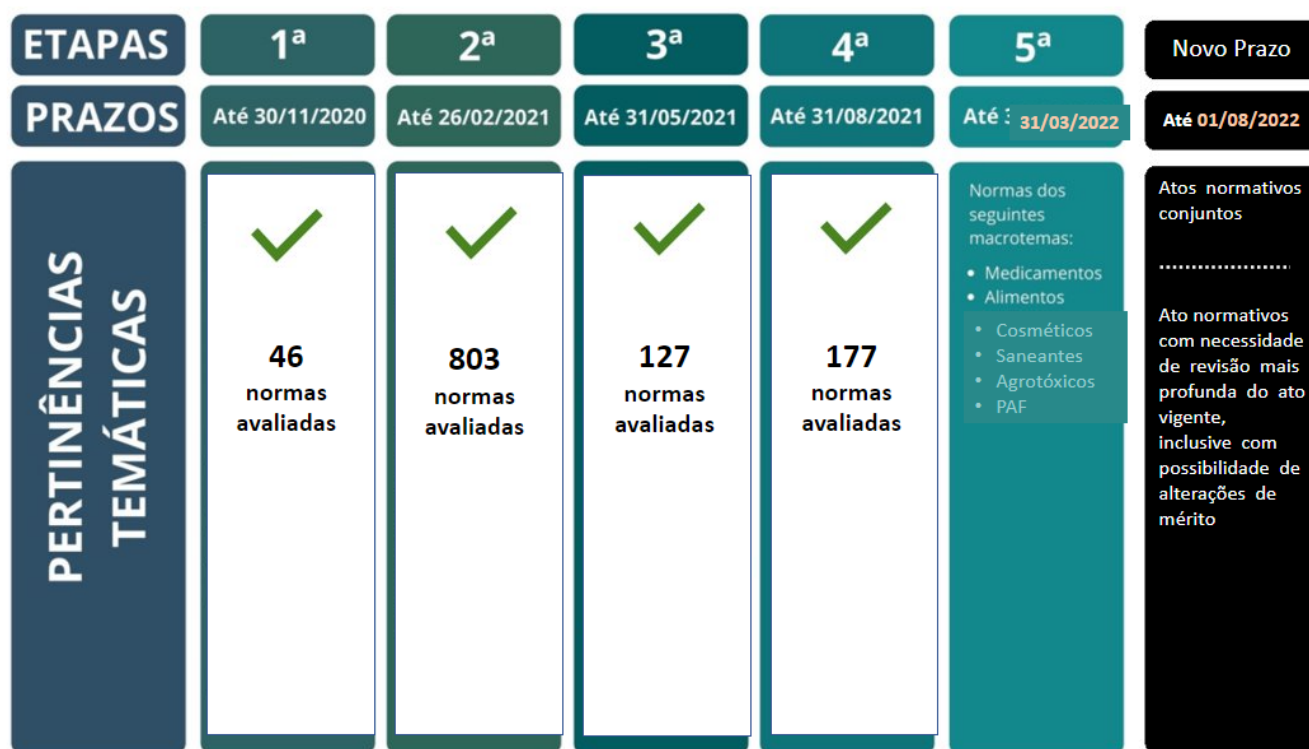 ETAPAS
1ª
2ª
3ª
4ª
5ª
Novo Prazo
PRAZOS
Até 30/11/2020
Até 26/02/2021
Até 31/05/2021
Até 31/08/2021
Até 3
31/03/2022
Até 01/08/2022
PERTINÊNCIAS
TEMÁTICAS
46
normas
avaliadas
803
normas
avaliadas
127
normas
avaliadas
177
normas
avaliadas
Normas dos
seguintes
macrotemas:
• Medicamentos
• Alimentos
• Cosméticos
• Saneantes
• Agrotóxicos
• PAF
Atos normativos
conjuntos
......................
Ato normativos
com necessidade
de revisão mais
profunda do ato
vigente,
inclusive com
possibilidade de
alterações de
mérito